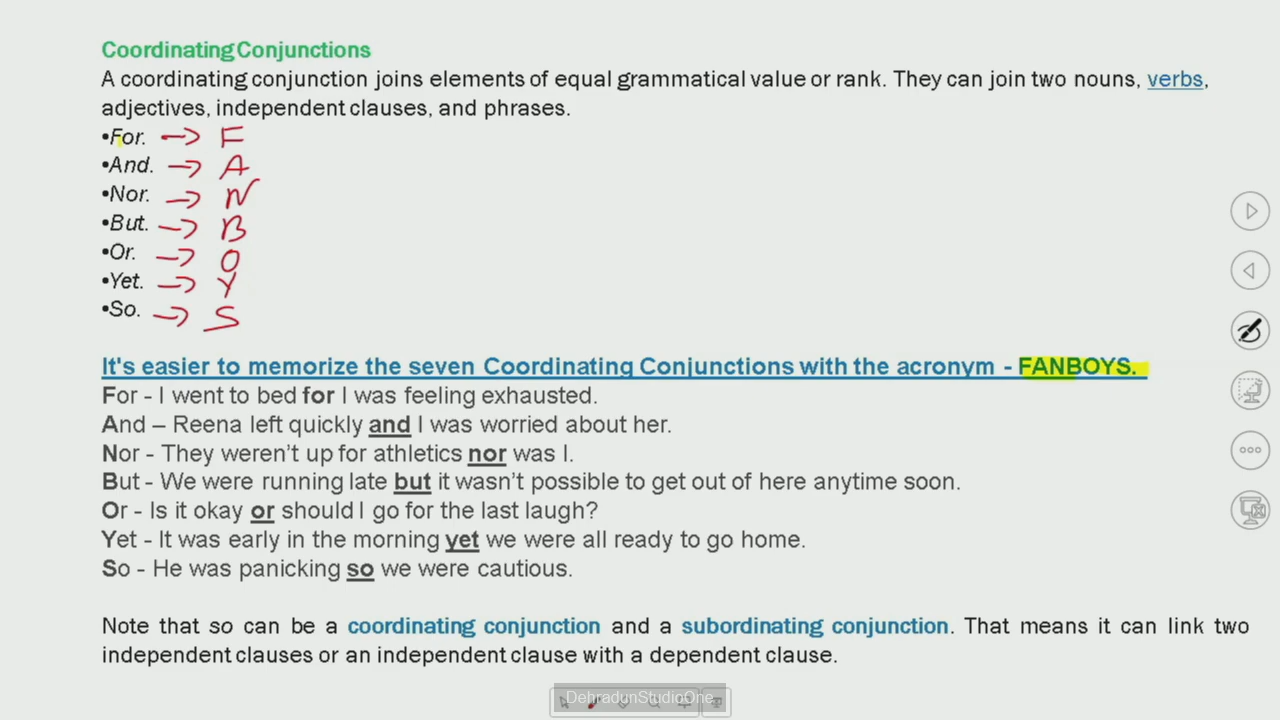 Coordinating Conjunctions
A coordinating conjunction joins elements of equal grammatical value or rank. They can join two nouns, verbs,
adjectives, independent clauses, and phrases.
•For. → F
•And. → A
•Nor. → N
•But. → B
•Or. → O
•Yet. → Y
•So. → S
It's easier to memorize the seven Coordinating Conjunctions with the acronym - FANBOYS.
For - I went to bed for I was feeling exhausted.
And – Reena left quickly and I was worried about her.
Nor - They weren’t up for athletics nor was I.
But - We were running late but it wasn’t possible to get out of here anytime soon.
Or - Is it okay or should I go for the last laugh?
Yet - It was early in the morning yet we were all ready to go home.
So - He was panicking so we were cautious.
Note that so can be a coordinating conjunction and a subordinating conjunction. That means it can link two
independent clauses or an independent clause with a dependent clause.
DehradunStudioOne